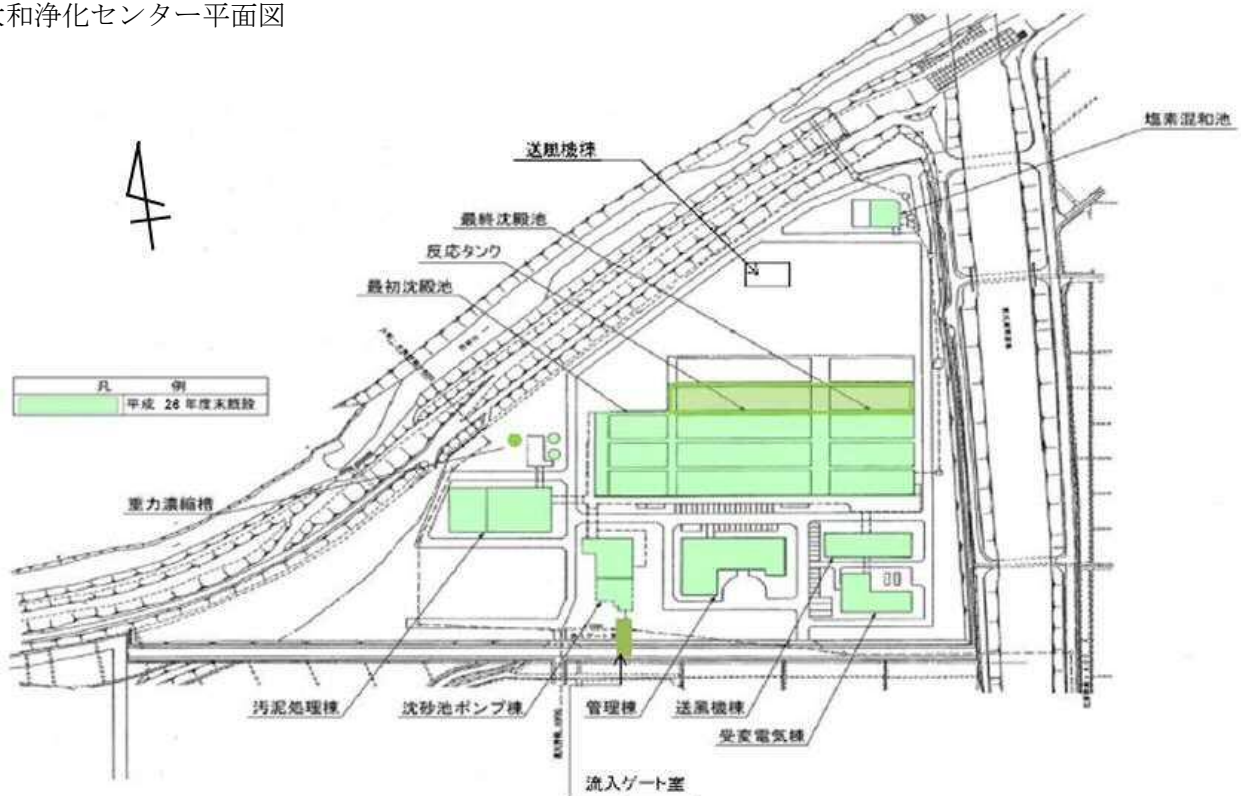 和浄化センター平面図
塩素混和池
送風機棟
最終沈殿池
反応タンク
最初沈殿池
凡 例
平成 26 年度末既設
重力濃縮槽
汚泥処理棟
沈砂池ポンプ棟
管理棟
送風機棟
受変電気棟
流入ゲート室